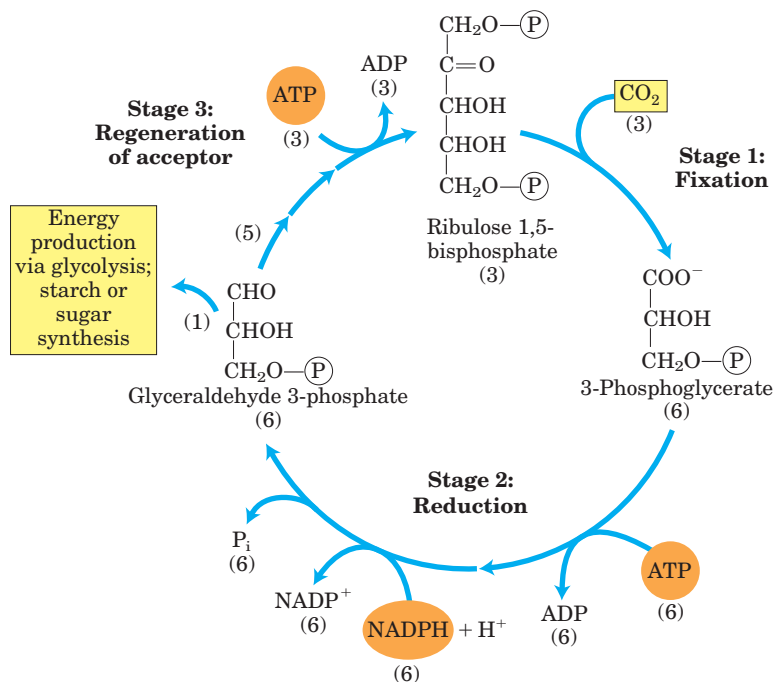 CH₂O—P
C=O
CHOH
CHOH
CH₂O—P
Ribulose 1,5-
bisphosphate
(3)
ATP
(3)
ADP
(3)
Stage 3:
Regeneration
of acceptor
CO₂
(3)
Stage 1:
Fixation
COO⁻
CHOH
CH₂O—P
3-Phosphoglycerate
(6)
Stage 2:
Reduction
ATP
(6)
ADP
(6)
NADPH + H⁺
(6)
NADP⁺
(6)
Pᵢ
(6)
CHO
CHOH
CH₂O—P
Glyceraldehyde 3-phosphate
(6)
(5)
(1)
Energy
production
via glycolysis;
starch or
sugar
synthesis